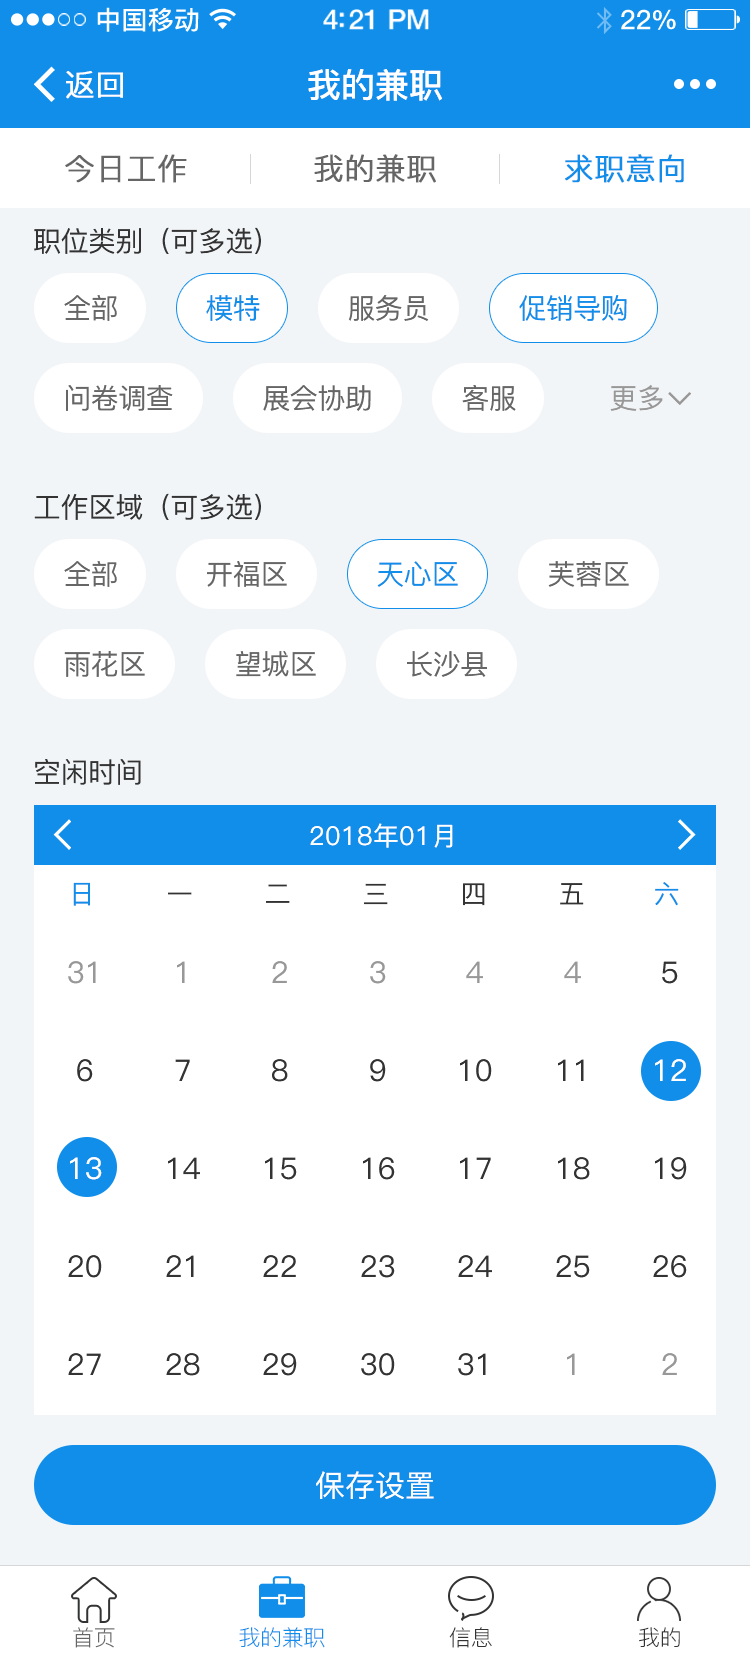 中国移动 4:21 PM 22%
返回 我的兼职
今日工作 我的兼职 求职意向
职位类别（可多选）
全部 模特 服务员 促销导购
问卷调查 展会协助 客服 更多
工作区域（可多选）
全部 开福区 天心区 芙蓉区
雨花区 望城区 长沙县
空闲时间
2018年01月
日 一 二 三 四 五 六
31 1 2 3 4 4 5
6 7 8 9 10 11 12
13 14 15 16 17 18 19
20 21 22 23 24 25 26
27 28 29 30 31 1 2
保存设置
首页 我的兼职 信息 我的